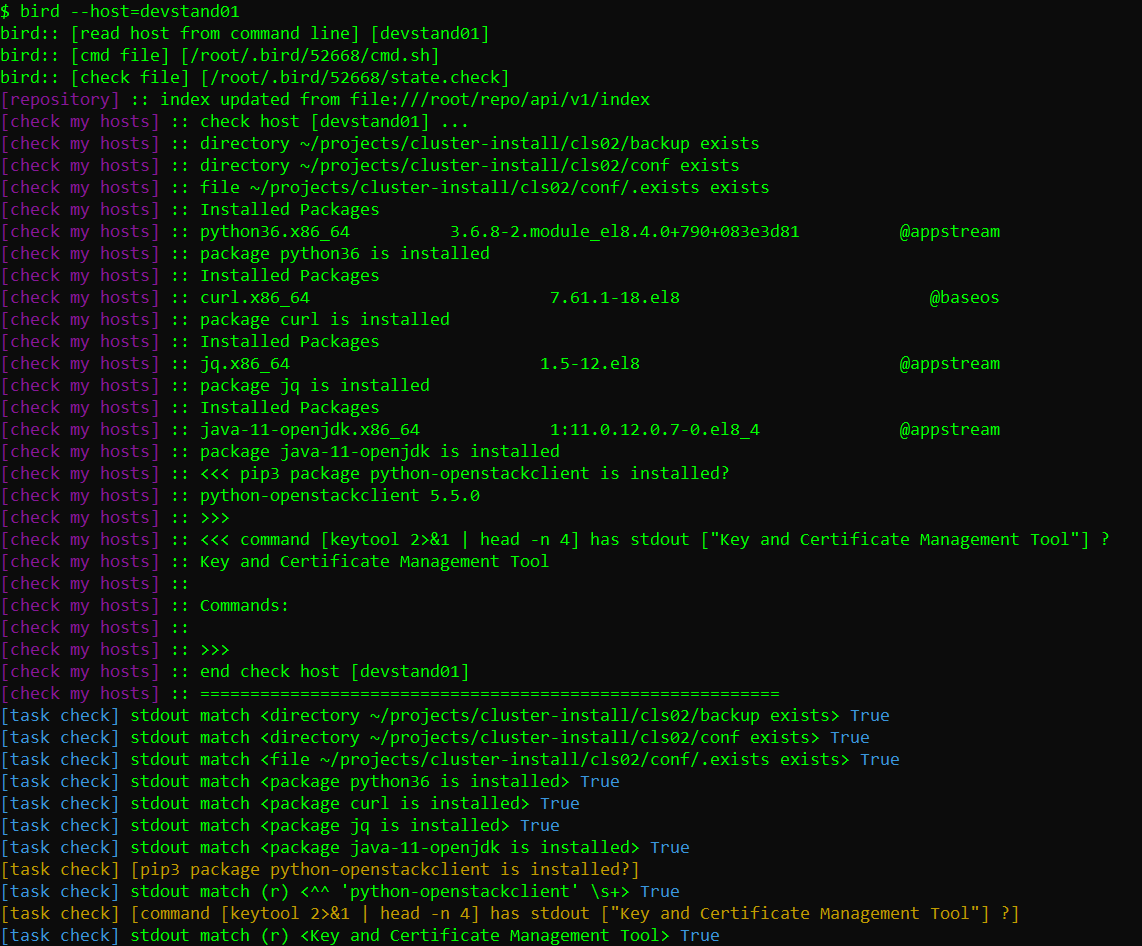 $ bird --host=devstand01
bird:: [read host from command line] [devstand01]
bird:: [cmd file] [/root/.bird/52668/cmd.sh]
bird:: [check file] [/root/.bird/52668/state.check]
[repository] :: index updated from file:///root/repo/api/v1/index
[check my hosts] :: check host [devstand01] ...
[check my hosts] :: directory ~/projects/cluster-install/cls02/backup exists
[check my hosts] :: directory ~/projects/cluster-install/cls02/conf exists
[check my hosts] :: file ~/projects/cluster-install/cls02/conf/.exists exists
[check my hosts] :: Installed Packages
[check my hosts] :: python36.x86_64          3.6.8-2.module_el8.4.0+790+083e3d81          @appstream
[check my hosts] :: package python36 is installed
[check my hosts] :: Installed Packages
[check my hosts] :: curl.x86_64                        7.61.1-18.el8                         @baseos
[check my hosts] :: package curl is installed
[check my hosts] :: Installed Packages
[check my hosts] :: jq.x86_64                         1.5-12.el8                          @appstream
[check my hosts] :: package jq is installed
[check my hosts] :: Installed Packages
[check my hosts] :: java-11-openjdk.x86_64             1:11.0.12.0.7-0.el8_4              @appstream
[check my hosts] :: package java-11-openjdk is installed
[check my hosts] :: <<< pip3 package python-openstackclient is installed?
[check my hosts] :: python-openstackclient 5.5.0
[check my hosts] :: >>>
[check my hosts] :: <<< command [keytool 2>&1 | head -n 4] has stdout ["Key and Certificate Management Tool"] ?
[check my hosts] :: Key and Certificate Management Tool
[check my hosts] ::
[check my hosts] :: Commands:
[check my hosts] ::
[check my hosts] :: >>>
[check my hosts] :: end check host [devstand01]
[check my hosts] :: ==========================================================
[task check] stdout match <directory ~/projects/cluster-install/cls02/backup exists> True
[task check] stdout match <directory ~/projects/cluster-install/cls02/conf exists> True
[task check] stdout match <file ~/projects/cluster-install/cls02/conf/.exists exists> True
[task check] stdout match <package python36 is installed> True
[task check] stdout match <package curl is installed> True
[task check] stdout match <package jq is installed> True
[task check] stdout match <package java-11-openjdk is installed> True
[task check] [pip3 package python-openstackclient is installed?]
[task check] stdout match (r) <^^ 'python-openstackclient' \s+> True
[task check] [command [keytool 2>&1 | head -n 4] has stdout ["Key and Certificate Management Tool"] ?]
[task check] stdout match (r) <Key and Certificate Management Tool> True